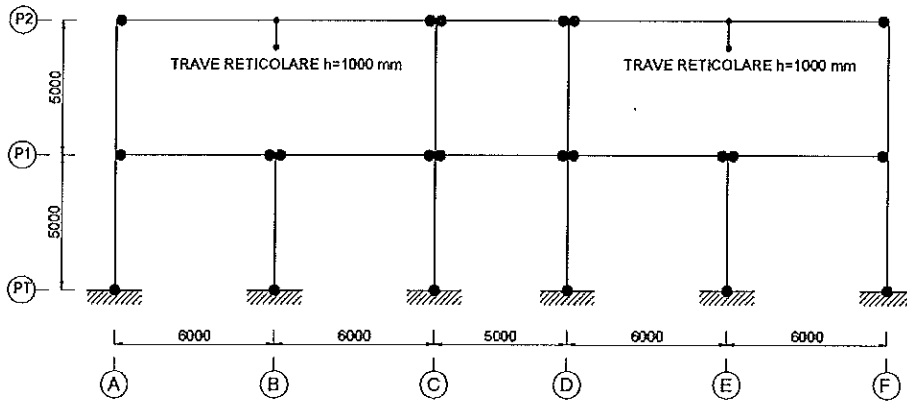 P2
TRAVE RETICOLARE h=1000 mm
TRAVE RETICOLARE h=1000 mm
5000
P1
5000
PT
6000
6000
5000
6000
6000
A
B
C
D
E
F